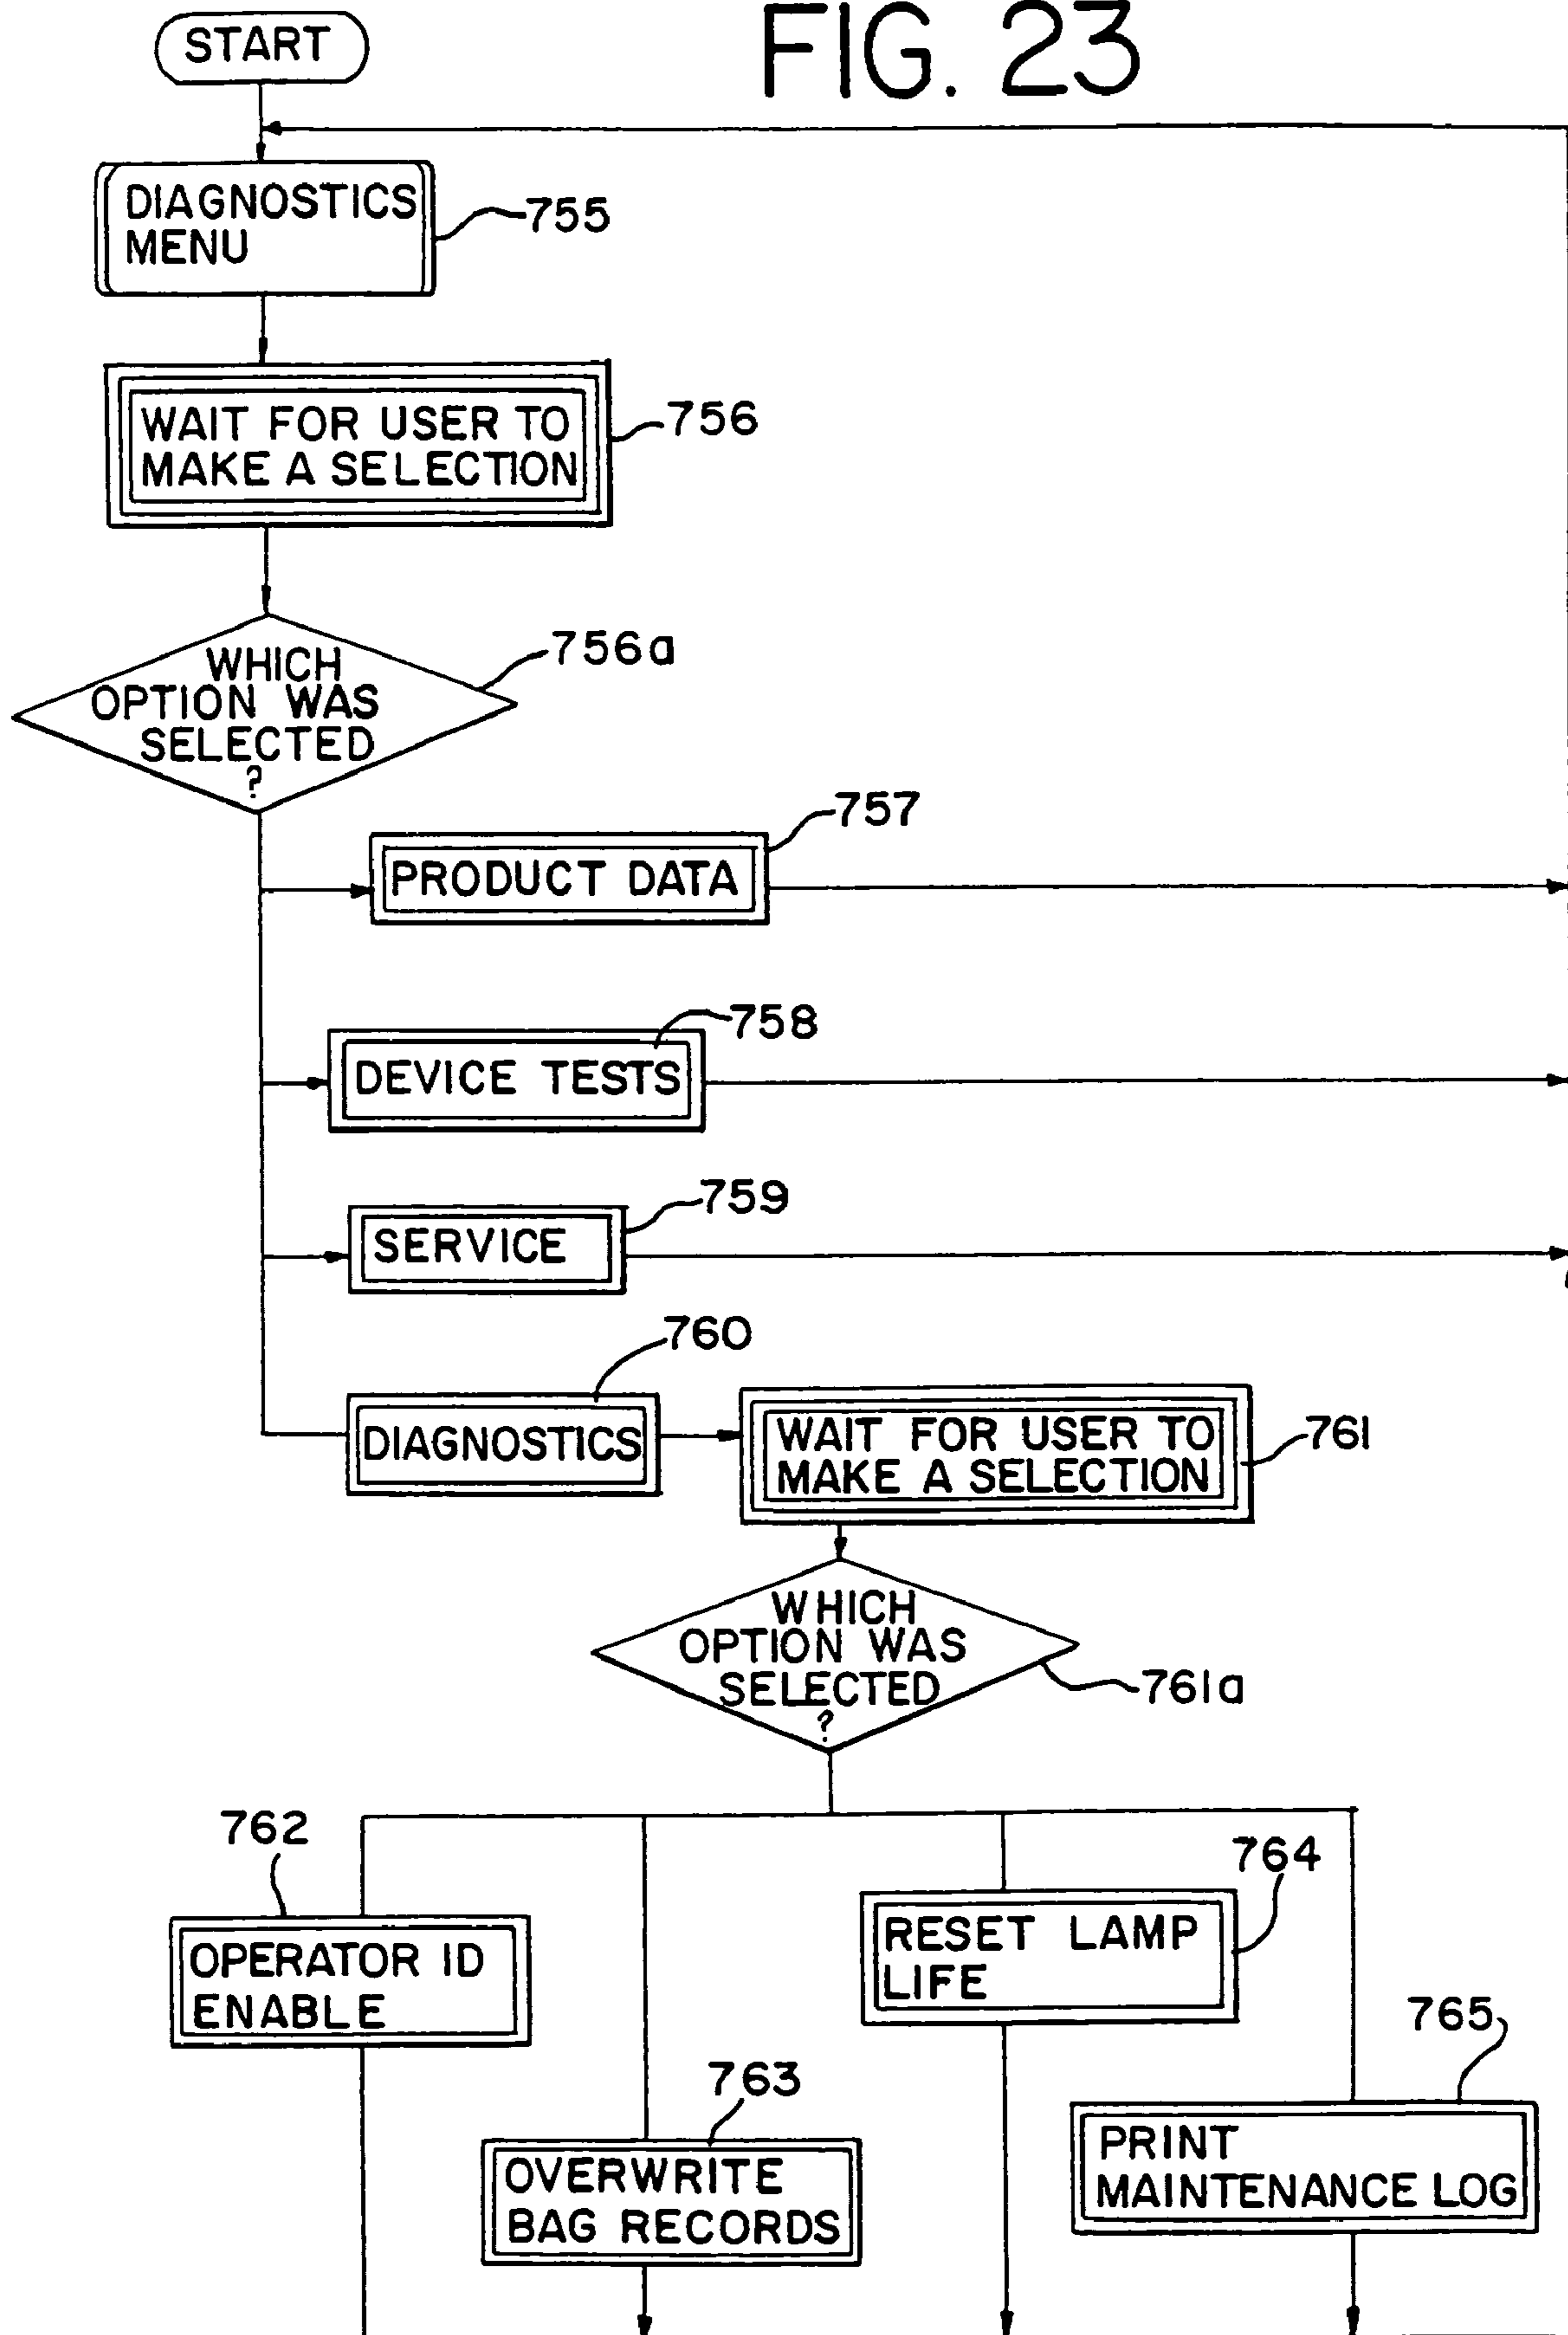 FIG. 23
START
DIAGNOSTICS
MENU
755
WAIT FOR USER TO
MAKE A SELECTION
756
WHICH
OPTION WAS
SELECTED
?
756a
PRODUCT DATA
757
DEVICE TESTS
758
SERVICE
759
DIAGNOSTICS
760
WAIT FOR USER TO
MAKE A SELECTION
761
WHICH
OPTION WAS
SELECTED
?
761a
762
OPERATOR ID
ENABLE
763
OVERWRITE
BAG RECORDS
764
RESET LAMP
LIFE
765
PRINT
MAINTENANCE LOG